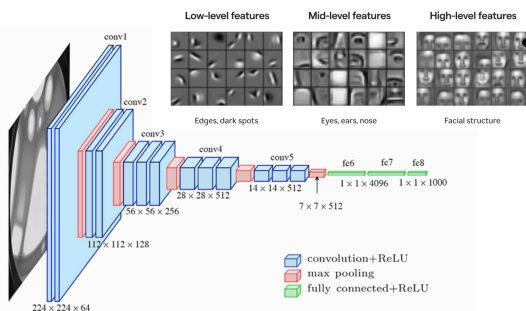 Low-level features
Mid-level features
High-level features
Edges, dark spots
Eyes, ears, nose
Facial structure
conv1
conv2
conv3
conv4
conv5
fc6
fc7
fc8
1 × 1 × 4096
1 × 1 × 1000
14 × 14 × 512
28 × 28 × 512
7 × 7 × 512
56 × 56 × 256
112 × 112 × 128
224 × 224 × 64
convolution+ReLU
max pooling
fully connected+ReLU